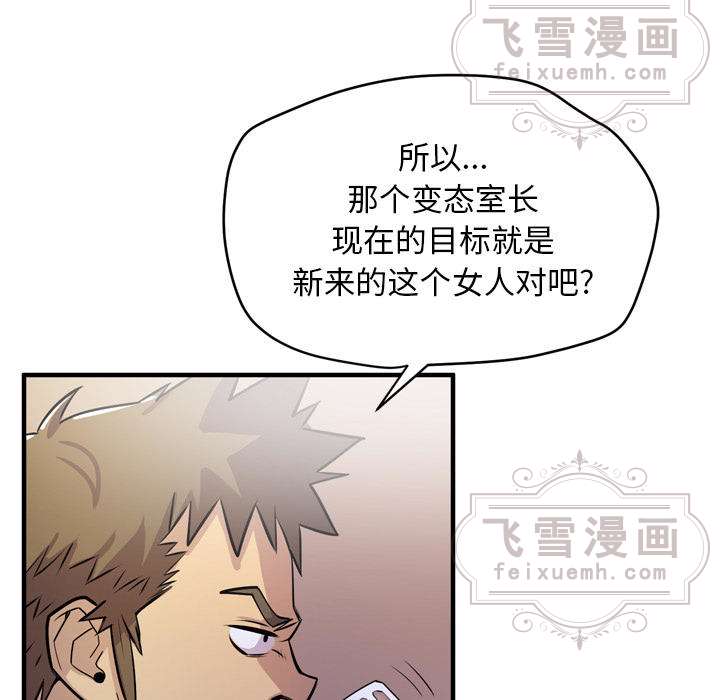 飞雪漫画
feixuemh.com
所以...
那个变态室长
现在的目标就是
新来的这个女人对吧?
飞雪漫画
feixuemh.com